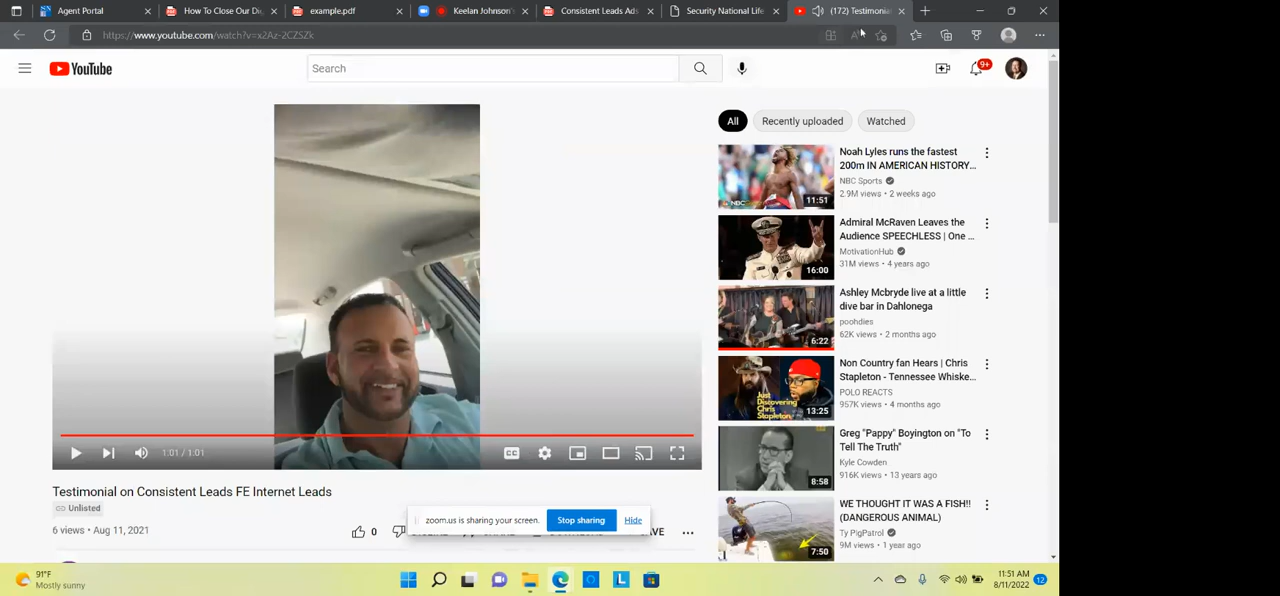 Agent Portal
How To Close Our Dig
example.pdf
Keelan Johnson's
Consistent Leads Ads
Security National Life
(172) Testimonia
https://www.youtube.com/watch?v=x2Az-2CZSZk
YouTube
Search
9+
All
Recently uploaded
Watched
Noah Lyles runs the fastest
200m IN AMERICAN HISTORY...
NBC Sports
2.9M views • 2 weeks ago
11:51
Admiral McRaven Leaves the
Audience SPEECHLESS | One ...
MotivationHub
31M views • 4 years ago
16:00
Ashley Mcbryde live at a little
dive bar in Dahlonega
poohdies
62K views • 2 months ago
6:22
Non Country fan Hears | Chris
Stapleton - Tennessee Whiske...
POLO REACTS
957K views • 4 months ago
Just
Discovering
Chris
Stapleton
13:25
Greg "Pappy" Boyington on "To
Tell The Truth"
Kyle Cowden
916K views • 13 years ago
8:58
WE THOUGHT IT WAS A FISH!!
(DANGEROUS ANIMAL)
Ty PigPatrol
9M views • 1 year ago
7:50
1:01 / 1:01
CC
Testimonial on Consistent Leads FE Internet Leads
Unlisted
6 views • Aug 11, 2021
0
zoom.us is sharing your screen.
Stop sharing
Hide
91°F
Mostly sunny
11:51 AM
8/11/2022
12